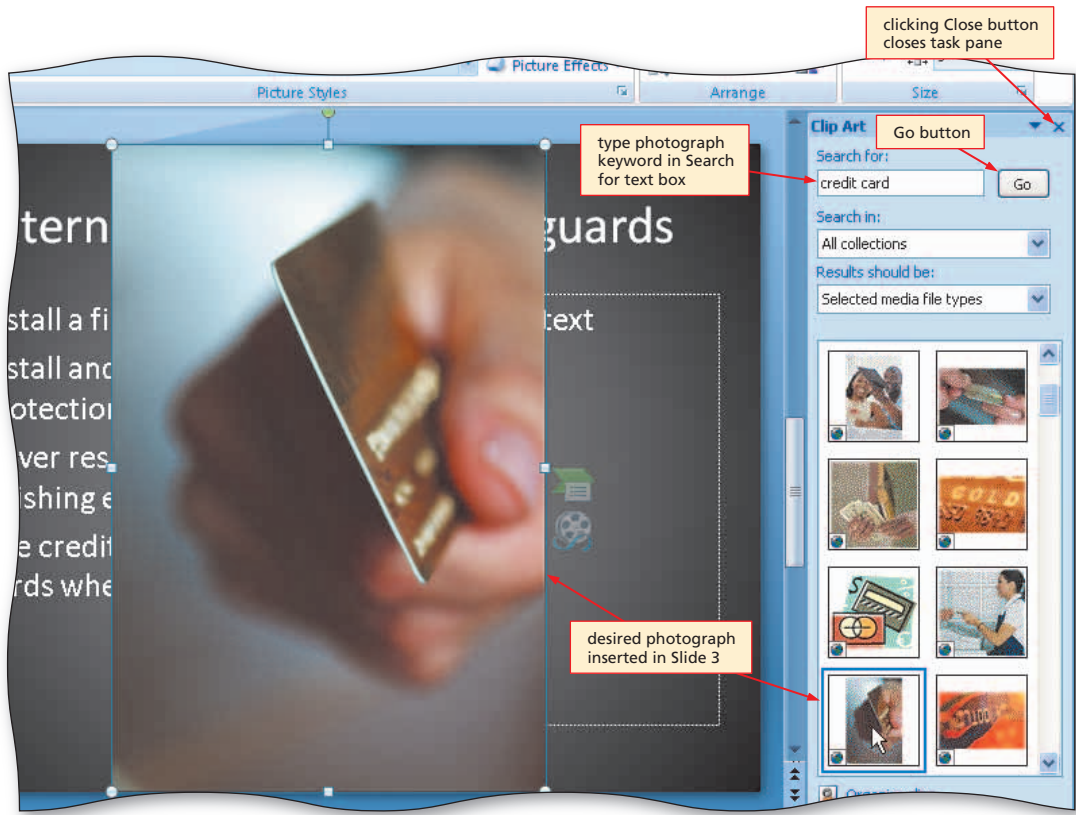 clicking Close button
closes task pane
Picture Effects
Picture Styles
Arrange
Size
Clip Art
Go button
type photograph
keyword in Search
for text box
Search for:
credit card
Go
Search in:
All collections
Results should be:
Selected media file types
tern
guards
stall a fi
text
stall and
otection
ver res
ishing e
e credit
rds whe
GOLD
desired photograph
inserted in Slide 3